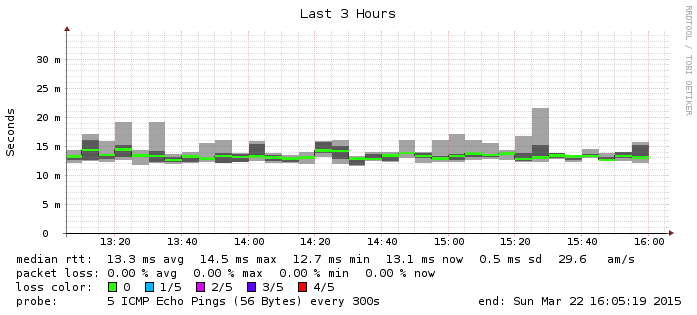 Last 3 Hours
RRDTOOL / TOBI OETIKER
Seconds
30 m
25 m
20 m
15 m
10 m
5 m
0
13:20 13:40 14:00 14:20 14:40 15:00 15:20 15:40 16:00
median rtt: 13.3 ms avg 14.5 ms max 12.7 ms min 13.1 ms now 0.5 ms sd 29.6 am/s
packet loss: 0.00 % avg 0.00 % max 0.00 % min 0.00 % now
loss color: 0 1/5 2/5 3/5 4/5
probe: 5 ICMP Echo Pings (56 Bytes) every 300s end: Sun Mar 22 16:05:19 2015